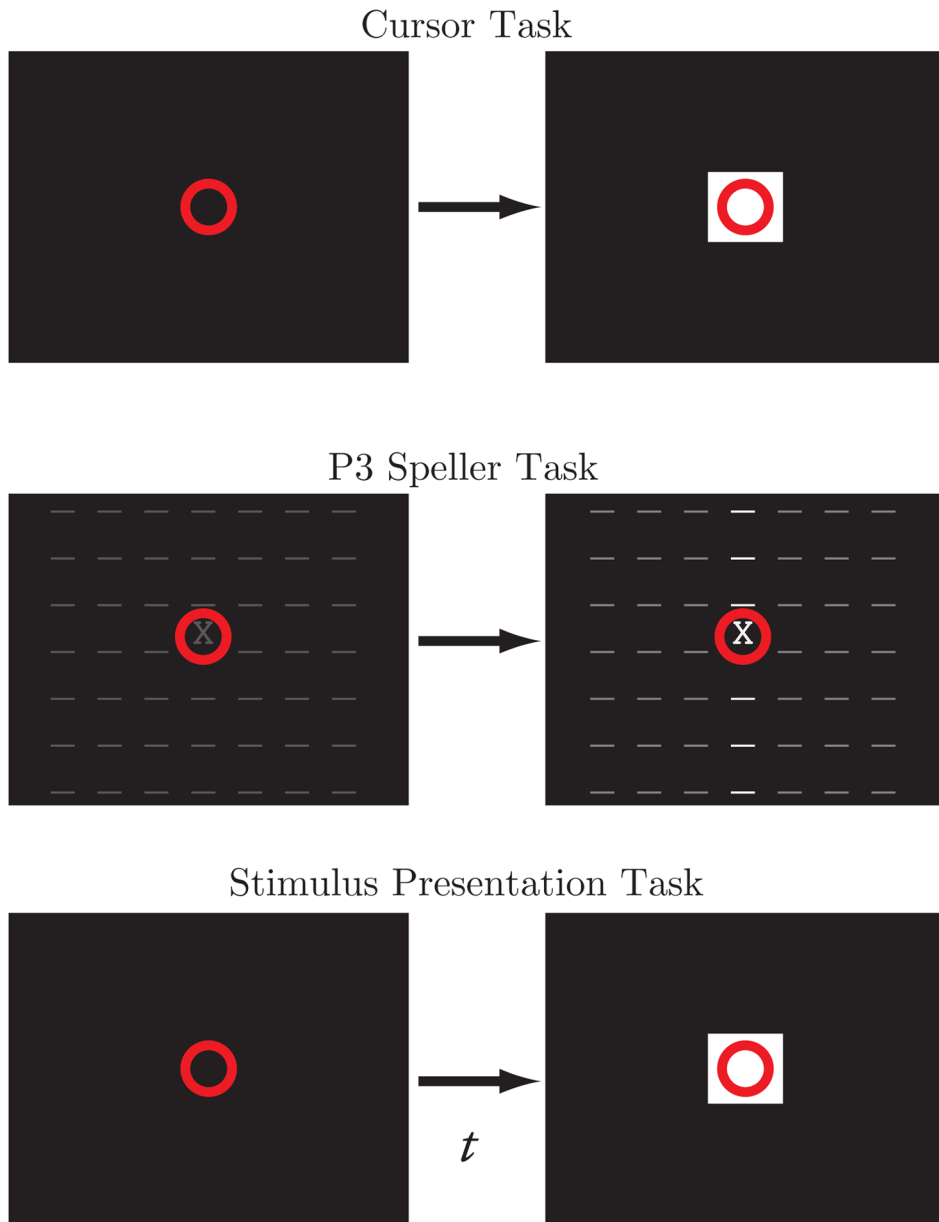 Cursor Task
P3 Speller Task
X
X
Stimulus Presentation Task
t